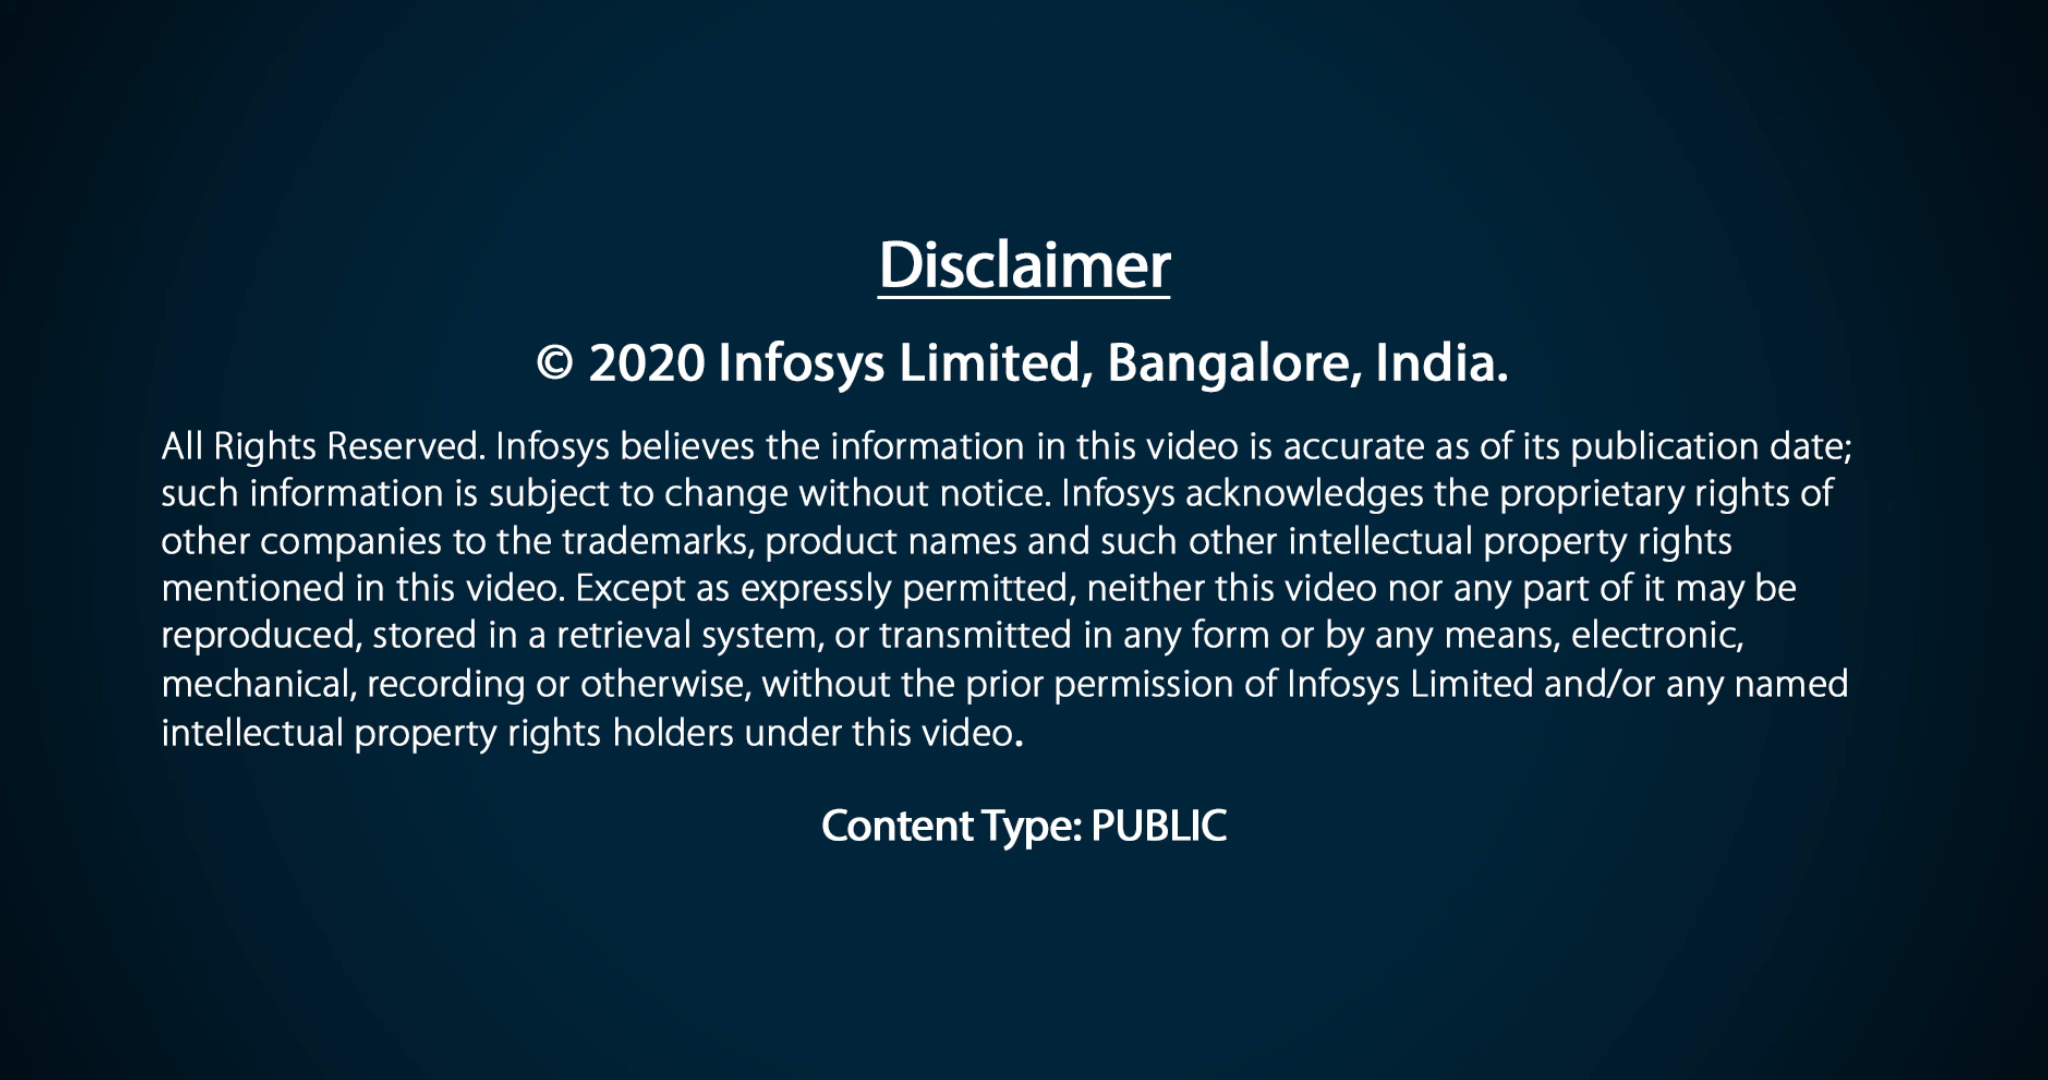 Disclaimer
© 2020 Infosys Limited, Bangalore, India.
All Rights Reserved. Infosys believes the information in this video is accurate as of its publication date;
such information is subject to change without notice. Infosys acknowledges the proprietary rights of
other companies to the trademarks, product names and such other intellectual property rights
mentioned in this video. Except as expressly permitted, neither this video nor any part of it may be
reproduced, stored in a retrieval system, or transmitted in any form or by any means, electronic,
mechanical, recording or otherwise, without the prior permission of Infosys Limited and/or any named
intellectual property rights holders under this video.
Content Type: PUBLIC